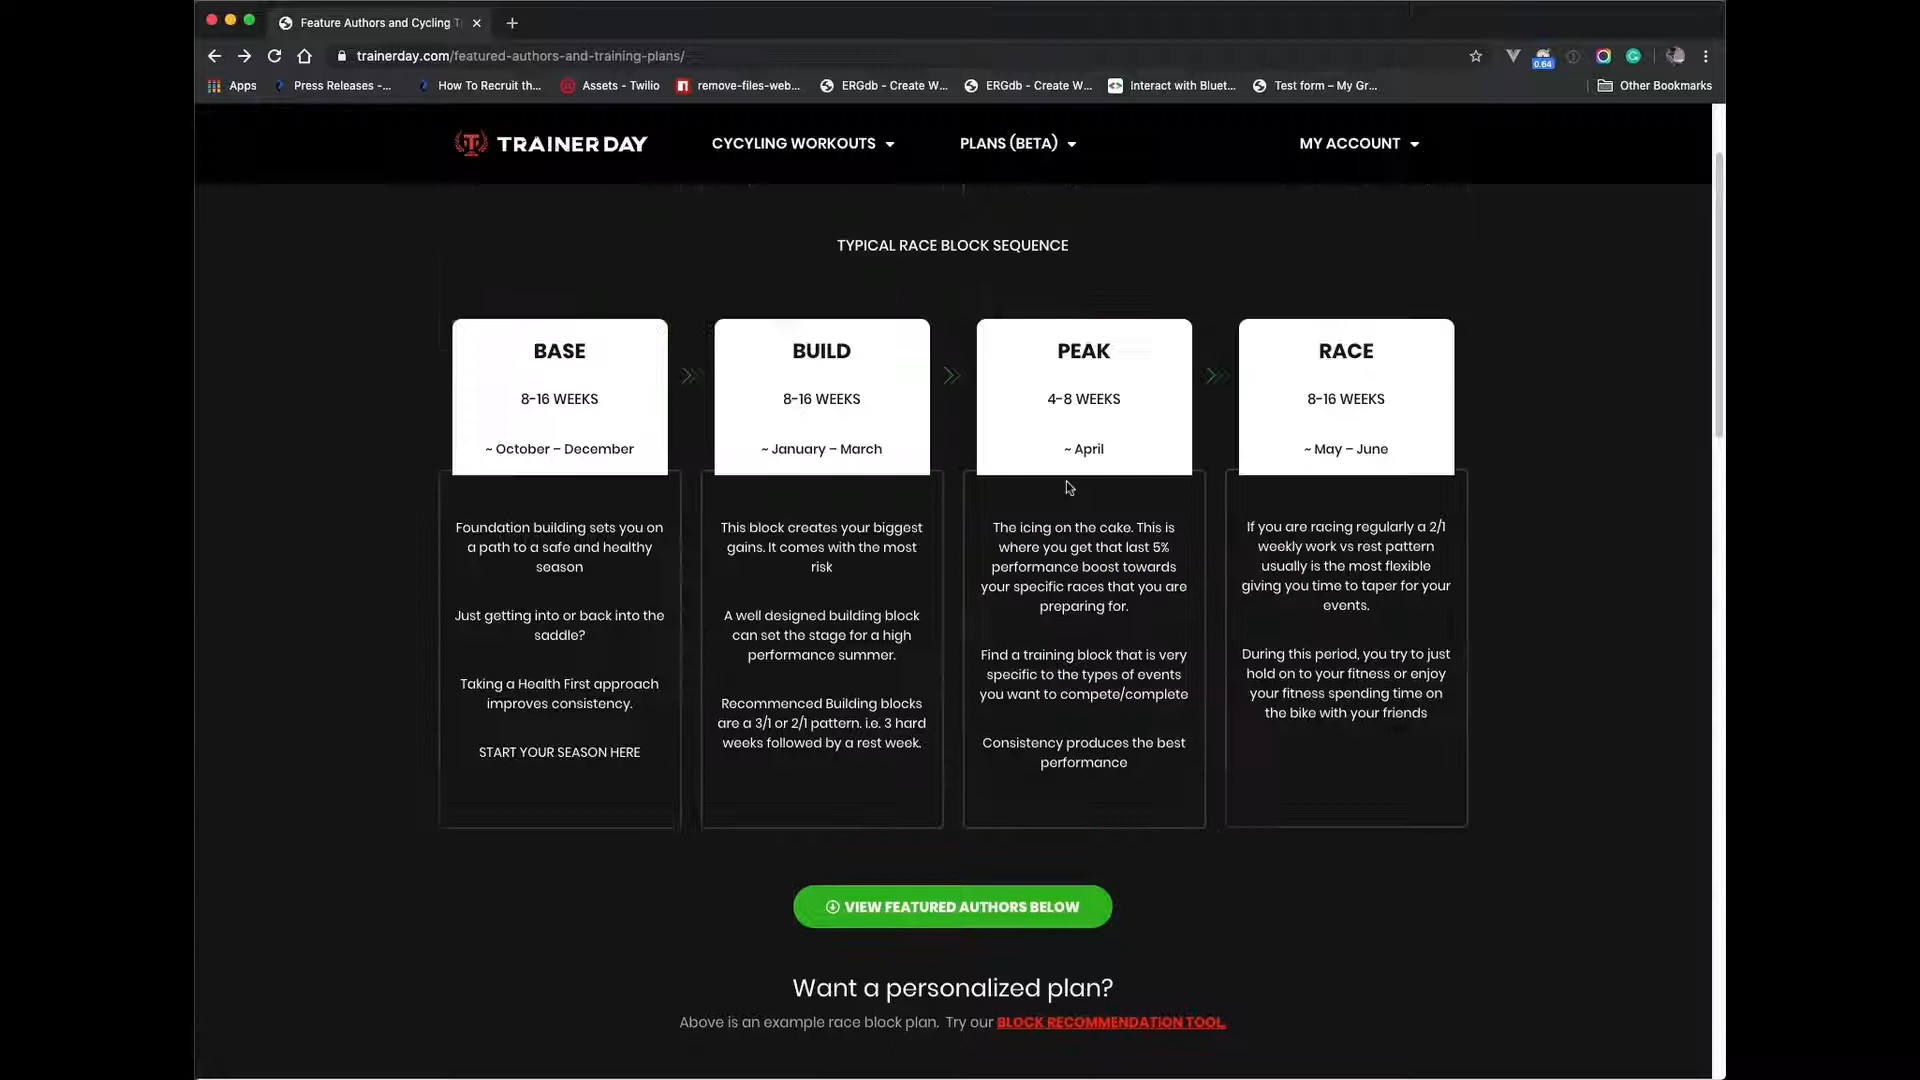 Feature Authors and Cycling T
trainerday.com/featured-authors-and-training-plans/
0.64
Apps
Press Releases -...
How To Recruit th...
Assets - Twilio
remove-files-web...
ERGdb - Create W...
ERGdb - Create W...
Interact with Bluet...
Test form – My Gr...
Other Bookmarks
TRAINERDAY
CYCYLING WORKOUTS
PLANS (BETA)
MY ACCOUNT
TYPICAL RACE BLOCK SEQUENCE
BASE
8-16 WEEKS
~ October – December
Foundation building sets you on
a path to a safe and healthy
season
Just getting into or back into the
saddle?
Taking a Health First approach
improves consistency.
START YOUR SEASON HERE
BUILD
8-16 WEEKS
~ January – March
This block creates your biggest
gains. It comes with the most
risk
A well designed building block
can set the stage for a high
performance summer.
Recommenced Building blocks
are a 3/1 or 2/1 pattern. i.e. 3 hard
weeks followed by a rest week.
PEAK
4-8 WEEKS
~ April
The icing on the cake. This is
where you get that last 5%
performance boost towards
your specific races that you are
preparing for.
Find a training block that is very
specific to the types of events
you want to compete/complete
Consistency produces the best
performance
RACE
8-16 WEEKS
~ May – June
If you are racing regularly a 2/1
weekly work vs rest pattern
usually is the most flexible
giving you time to taper for your
events.
During this period, you try to just
hold on to your fitness or enjoy
your fitness spending time on
the bike with your friends
VIEW FEATURED AUTHORS BELOW
Want a personalized plan?
Above is an example race block plan. Try our BLOCK RECOMMENDATION TOOL.